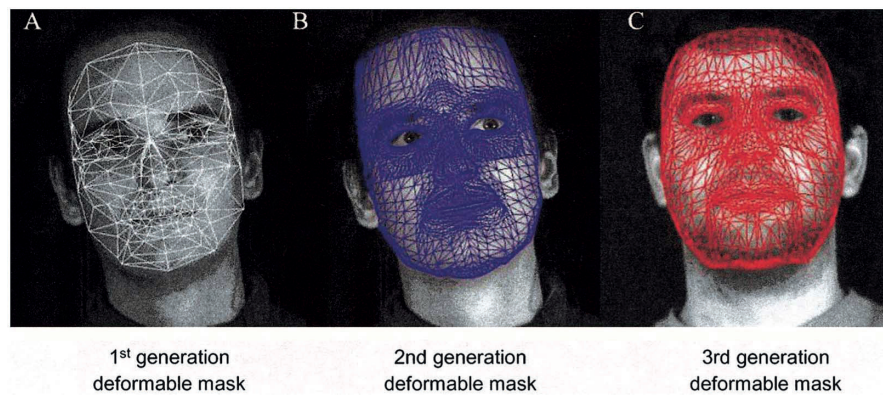 A B C
1st generation 2nd generation 3rd generation
deformable mask deformable mask deformable mask